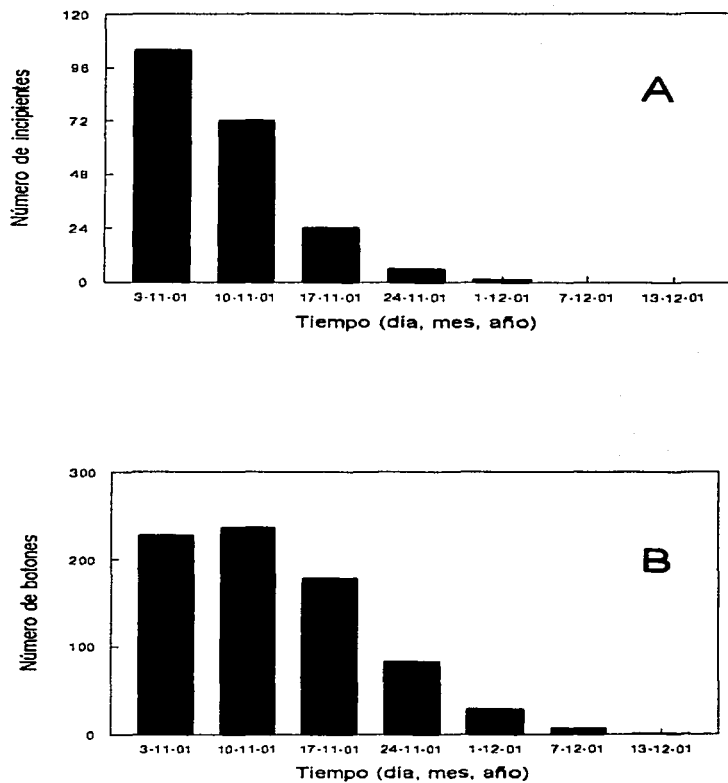 120
96
72
48
24
0
Número de incipientes
A
3-11-01 10-11-01 17-11-01 24-11-01 1-12-01 7-12-01 13-12-01
Tiempo (día, mes, año)
300
200
100
0
Número de botones
B
3-11-01 10-11-01 17-11-01 24-11-01 1-12-01 7-12-01 13-12-01
Tiempo (día, mes, año)